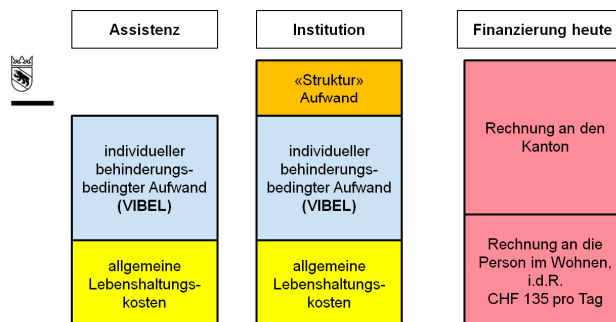 Assistenz
Institution
Finanzierung heute
«Struktur»
Aufwand
individueller
behinderungs-
bedingter Aufwand
(VIBEL)
individueller
behinderungs-
bedingter Aufwand
(VIBEL)
Rechnung an den
Kanton
allgemeine
Lebenshaltungs-
kosten
allgemeine
Lebenshaltungs-
kosten
Rechnung an die
Person im Wohnen,
i.d.R.
CHF 135 pro Tag